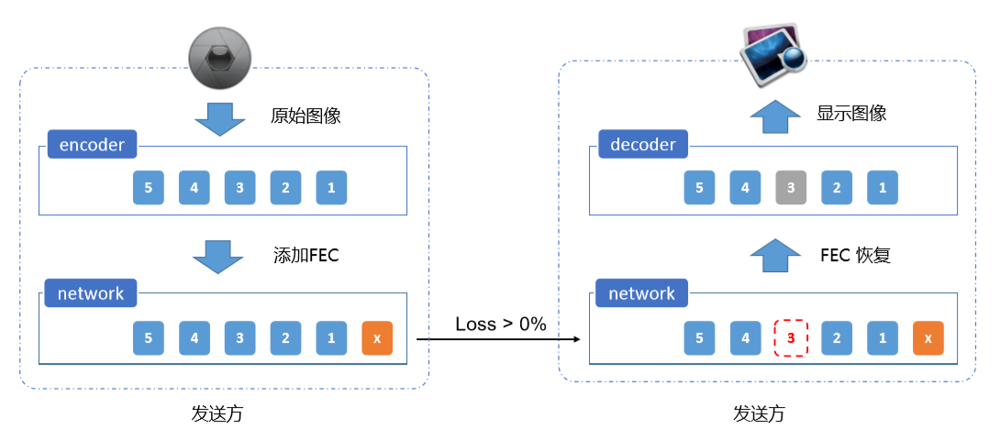 原始图像
encoder
5 4 3 2 1
添加FEC
network
5 4 3 2 1 x
发送方
Loss > 0%
显示图像
decoder
5 4 3 2 1
FEC 恢复
network
5 4 3 2 1 x
发送方